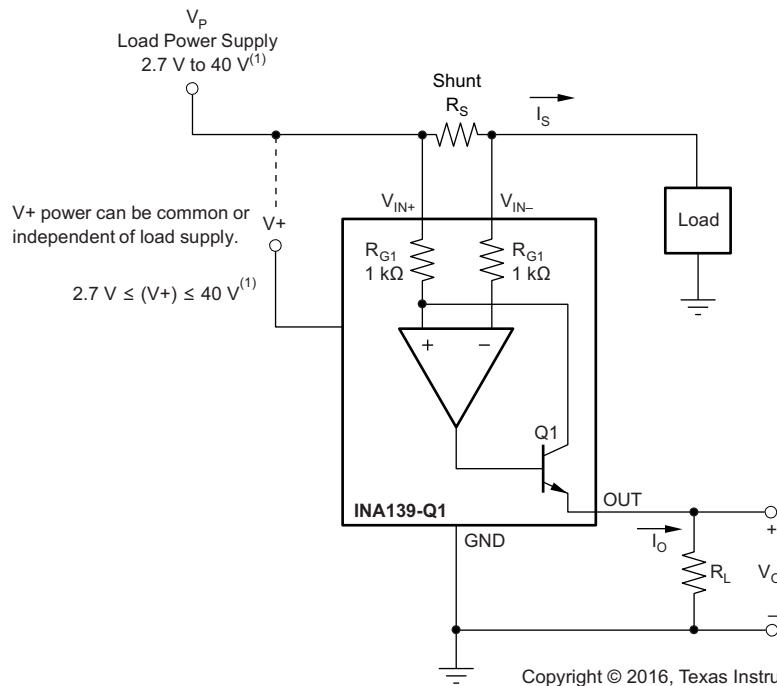 V_P
Load Power Supply
2.7 V to 40 V^(1)
Shunt
R_S
I_S
V_IN+
V_IN–
V+ power can be common or
independent of load supply.
V+
Load
R_G1
1 kΩ
R_G1
1 kΩ
2.7 V ≤ (V+) ≤ 40 V^(1)
+
–
Q1
OUT
INA139-Q1
GND
I_O
+
R_L
V_O
–
Copyright © 2016, Texas